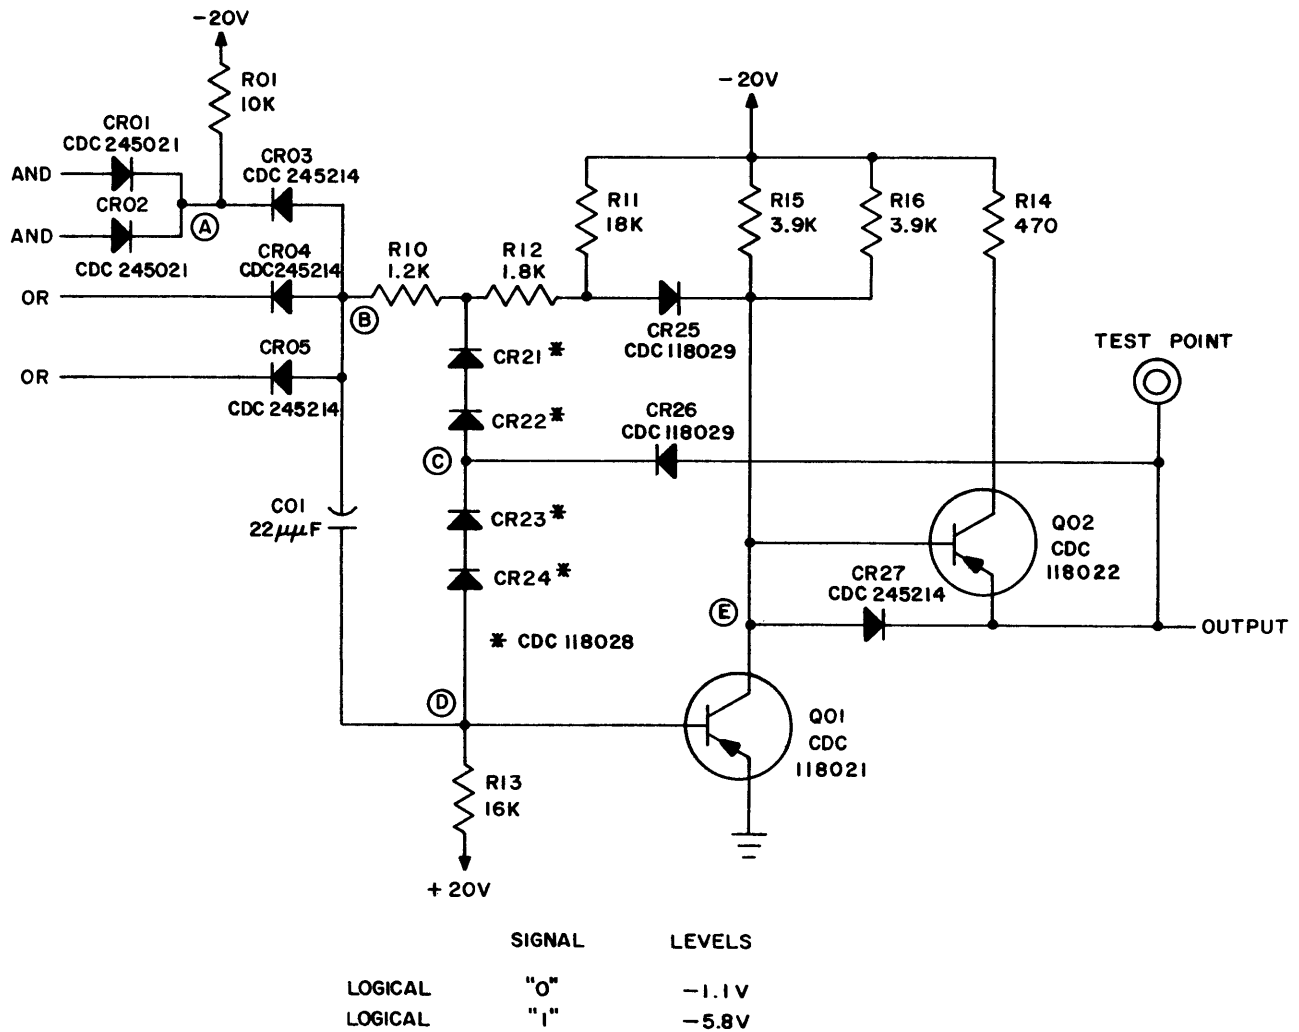 -20V
R01
10K
CR01
CDC 245021
AND
CR02
AND
CDC 245021
A
CR03
CDC 245214
CR04
CDC245214
OR
B
CR05
OR
CDC 245214
R10
1.2K
R12
1.8K
-20V
R11
18K
R15
3.9K
R16
3.9K
R14
470
CR25
CDC 118029
CR21*
CR22*
CR26
CDC 118029
C
TEST POINT
C01
22μμF
CR23*
CR24*
* CDC 118028
Q02
CDC
118022
CR27
CDC 245214
E
OUTPUT
D
Q01
CDC
118021
R13
16K
+20V
SIGNAL LEVELS
LOGICAL "0" -1.1V
LOGICAL "1" -5.8V